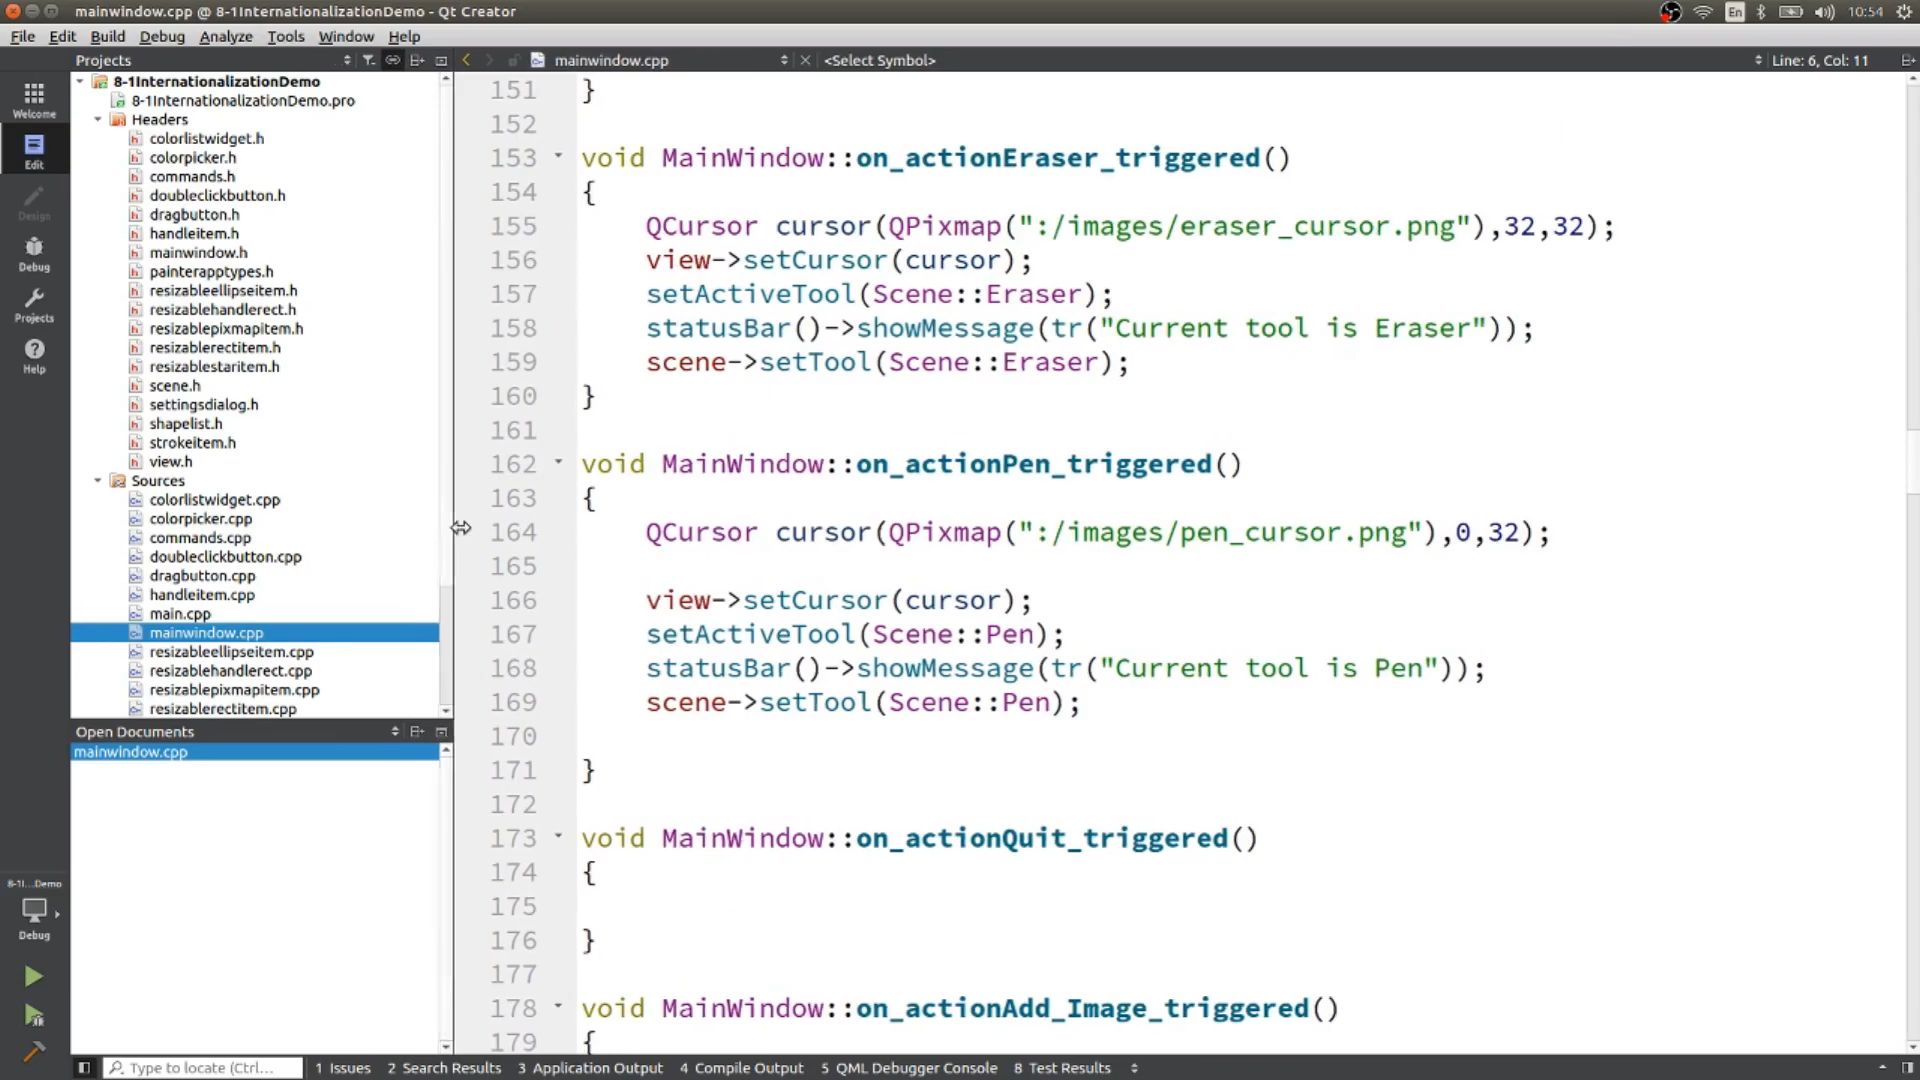 mainwindow.cpp @ 8-1InternationalizationDemo - Qt Creator
En
10:54
File Edit Build Debug Analyze Tools Window Help
Projects
mainwindow.cpp
<Select Symbol>
Line: 6, Col: 11
Welcome
Edit
Design
Debug
Projects
Help
8-1InternationalizationDemo
8-1InternationalizationDemo.pro
Headers
colorlistwidget.h
colorpicker.h
commands.h
doubleclickbutton.h
dragbutton.h
handleitem.h
mainwindow.h
painterapptypes.h
resizableellipseitem.h
resizablehandlerect.h
resizablepixmapitem.h
resizablerectitem.h
resizablestaritem.h
scene.h
settingsdialog.h
shapelist.h
strokeitem.h
view.h
Sources
colorlistwidget.cpp
colorpicker.cpp
commands.cpp
doubleclickbutton.cpp
dragbutton.cpp
handleitem.cpp
main.cpp
mainwindow.cpp
resizableellipseitem.cpp
resizablehandlerect.cpp
resizablepixmapitem.cpp
resizablerectitem.cpp
Open Documents
mainwindow.cpp
8-1I...Demo
Debug
151 }
152
153 void MainWindow::on_actionEraser_triggered()
154 {
155 QCursor cursor(QPixmap(":/images/eraser_cursor.png"),32,32);
156 view->setCursor(cursor);
157 setActiveTool(Scene::Eraser);
158 statusBar()->showMessage(tr("Current tool is Eraser"));
159 scene->setTool(Scene::Eraser);
160 }
161
162 void MainWindow::on_actionPen_triggered()
163 {
164 QCursor cursor(QPixmap(":/images/pen_cursor.png"),0,32);
165
166 view->setCursor(cursor);
167 setActiveTool(Scene::Pen);
168 statusBar()->showMessage(tr("Current tool is Pen"));
169 scene->setTool(Scene::Pen);
170
171 }
172
173 void MainWindow::on_actionQuit_triggered()
174 {
175
176 }
177
178 void MainWindow::on_actionAdd_Image_triggered()
179 {
Type to locate (Ctrl...
1 Issues 2 Search Results 3 Application Output 4 Compile Output 5 QML Debugger Console 8 Test Results